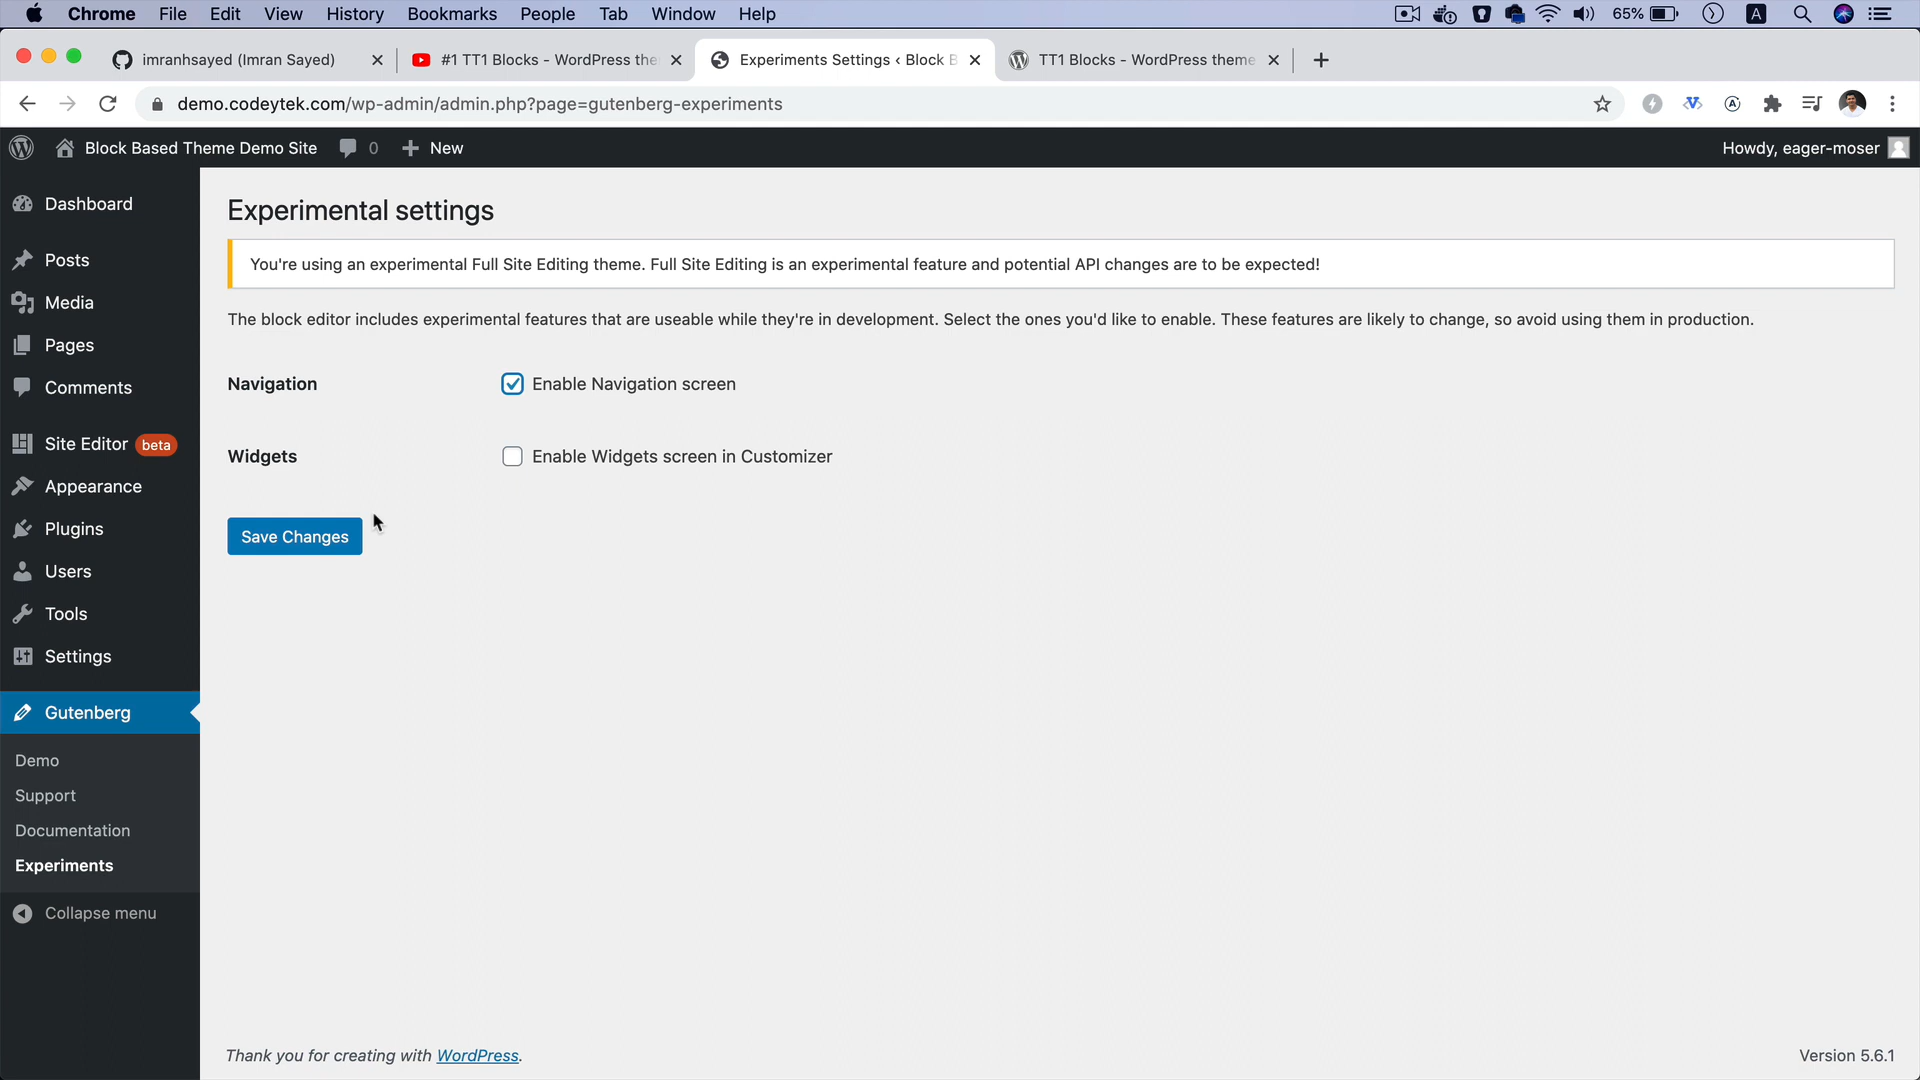 Chrome File Edit View History Bookmarks People Tab Window Help 65% A
imranhsayed (Imran Sayed) #1 TT1 Blocks - WordPress the Experiments Settings ‹ Block B TT1 Blocks - WordPress theme
demo.codeytek.com/wp-admin/admin.php?page=gutenberg-experiments
Block Based Theme Demo Site 0 New Howdy, eager-moser
Dashboard
Posts
Media
Pages
Comments
Site Editor beta
Appearance
Plugins
Users
Tools
Settings
Gutenberg
Demo
Support
Documentation
Experiments
Collapse menu
Experimental settings
You're using an experimental Full Site Editing theme. Full Site Editing is an experimental feature and potential API changes are to be expected!
The block editor includes experimental features that are useable while they're in development. Select the ones you'd like to enable. These features are likely to change, so avoid using them in production.
Navigation Enable Navigation screen
Widgets Enable Widgets screen in Customizer
Save Changes
Thank you for creating with WordPress. Version 5.6.1